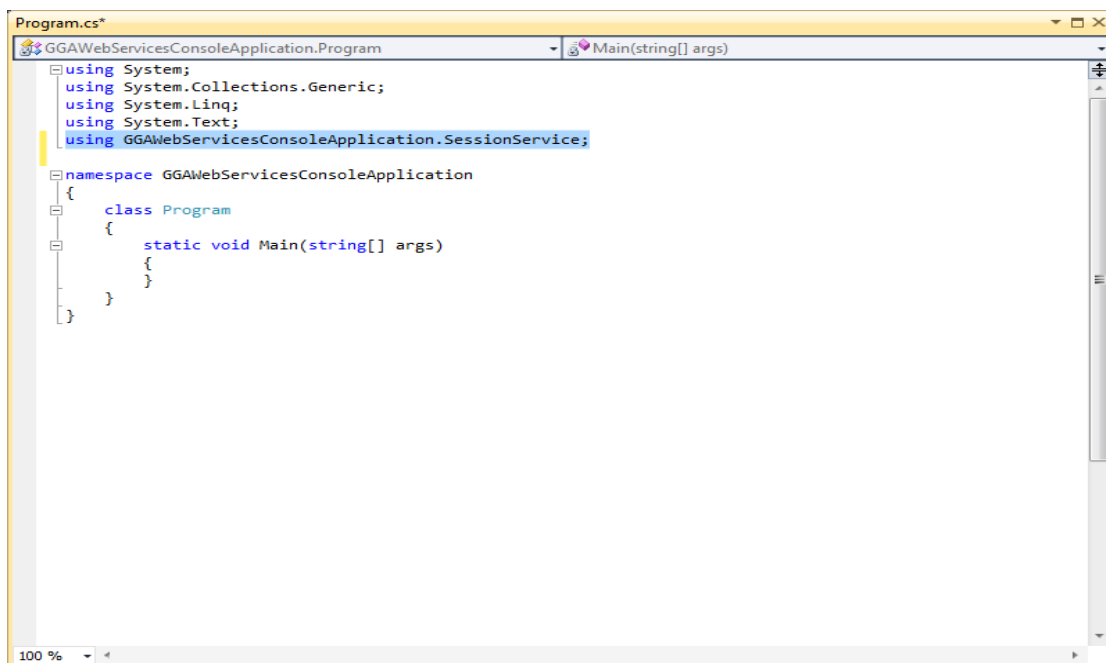 Program.cs*
GGAWebServicesConsoleApplication.Program Main(string[] args)
using System;
using System.Collections.Generic;
using System.Linq;
using System.Text;
using GGAWebServicesConsoleApplication.SessionService;
namespace GGAWebServicesConsoleApplication
{
class Program
{
static void Main(string[] args)
{
}
}
}
100 %